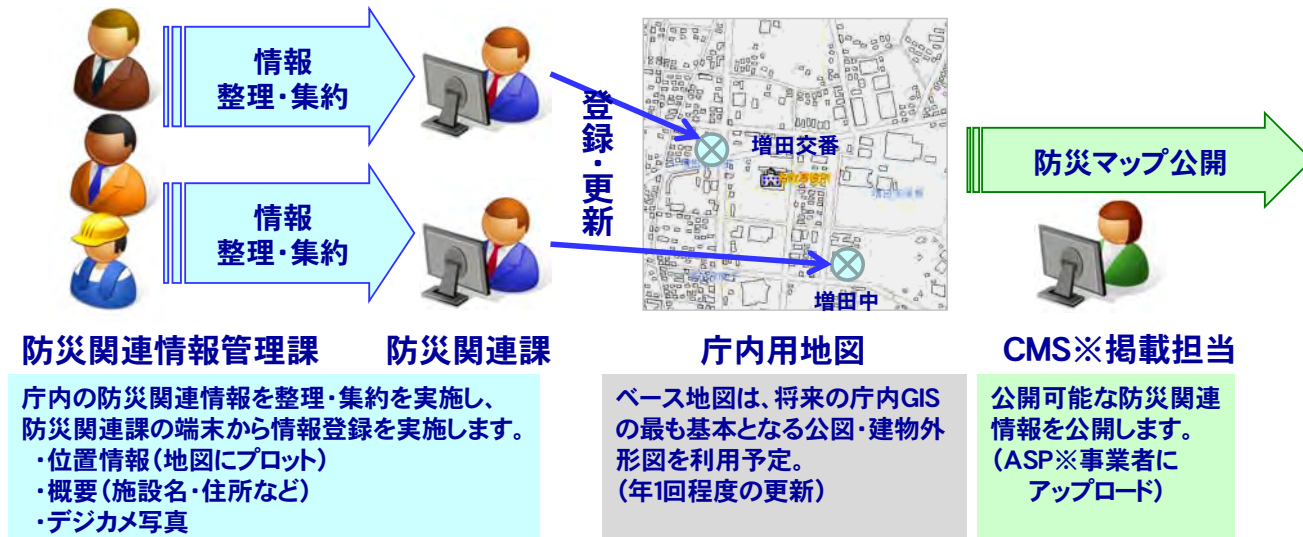 情報
整理・集約
情報
整理・集約
登録・更新
増田交番
増田中
防災マップ公開
防災関連情報管理課
防災関連課
庁内用地図
CMS※掲載担当
庁内の防災関連情報を整理・集約を実施し、
防災関連課の端末から情報登録を実施します。
・位置情報(地図にプロット)
・概要(施設名・住所など)
・デジカメ写真
ベース地図は、将来の庁内GIS
の最も基本となる公図・建物外
形図を利用予定。
(年1回程度の更新)
公開可能な防災関連
情報を公開します。
(ASP※事業者に
アップロード)